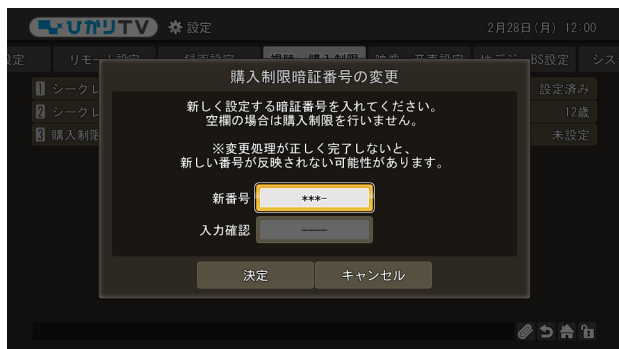 ひかりTV 設定 2月28日(月) 12:00
設定 リモート設定 録画設定 視聴・購入制限 映像・音声設定 地デジ・BS設定 シス
1 シークレ 設定済み
2 シークレ 12歳
3 購入制限 未設定
購入制限暗証番号の変更
新しく設定する暗証番号を入れてください。
空欄の場合は購入制限を行いません。
※変更処理が正しく完了しないと、
新しい番号が反映されない可能性があります。
新番号 ***-
入力確認 ----
決定 キャンセル